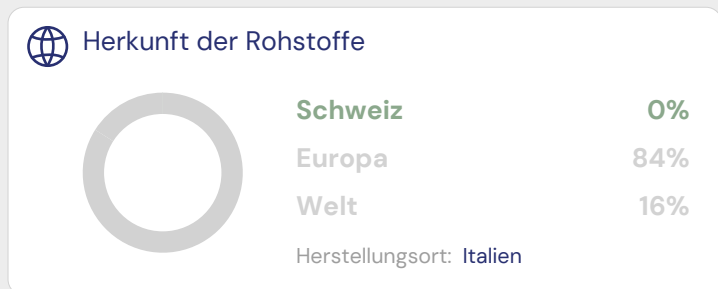 Herkunft der Rohstoffe
Schweiz 0%
Europa 84%
Welt 16%
Herstellungsort: Italien